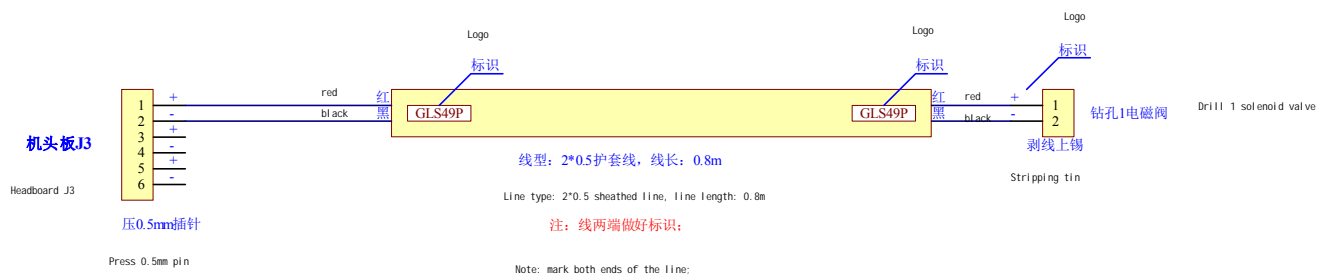 Logo
Logo
Logo
标识
标识
标识
red
红
红
red
+
1
+
1
GLS49P
GLS49P
black
黑
黑
black
-
2
-
2
钻孔1电磁阀
Drill 1 solenoid valve
+
3
-
4
+
5
-
6
机头板J3
Headboard J3
剥线上锡
Stripping tin
线型：2*0.5护套线，线长：0.8m
Line type: 2*0.5 sheathed line, line length: 0.8m
压0.5mm插针
Press 0.5mm pin
注：线两端做好标识；
Note: mark both ends of the line;